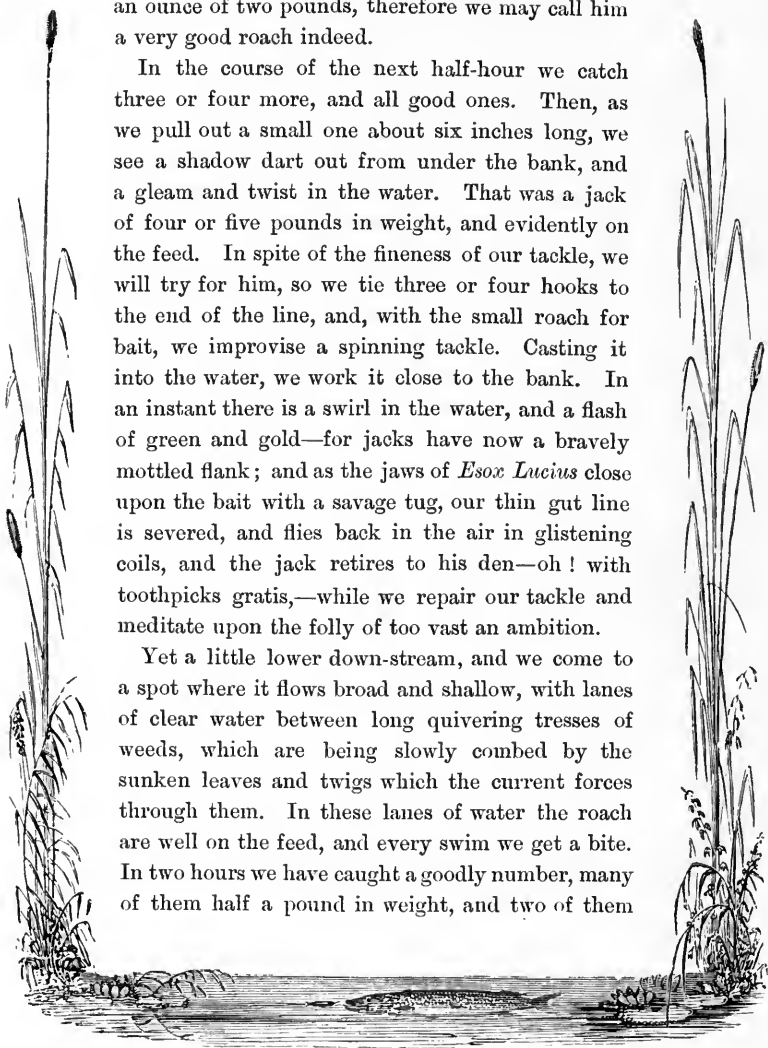 an ounce of two pounds, therefore we may call him
a very good roach indeed.
In the course of the next half-hour we catch
three or four more, and all good ones. Then, as
we pull out a small one about six inches long, we
see a shadow dart out from under the bank, and
a gleam and twist in the water. That was a jack
of four or five pounds in weight, and evidently on
the feed. In spite of the fineness of our tackle, we
will try for him, so we tie three or four hooks to
the end of the line, and, with the small roach for
bait, we improvise a spinning tackle. Casting it
into the water, we work it close to the bank. In
an instant there is a swirl in the water, and a flash
of green and gold—for jacks have now a bravely
mottled flank; and as the jaws of Esox Lucius close
upon the bait with a savage tug, our thin gut line
is severed, and flies back in the air in glistening
coils, and the jack retires to his den—oh! with
toothpicks gratis,—while we repair our tackle and
meditate upon the folly of too vast an ambition.
Yet a little lower down-stream, and we come to
a spot where it flows broad and shallow, with lanes
of clear water between long quivering tresses of
weeds, which are being slowly combed by the
sunken leaves and twigs which the current forces
through them. In these lanes of water the roach
are well on the feed, and every swim we get a bite.
In two hours we have caught a goodly number, many
of them half a pound in weight, and two of them